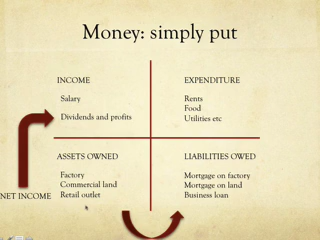 Money: simply put
INCOME
Salary
Dividends and profits
EXPENDITURE
Rents
Food
Utilities etc
ASSETS OWNED
Factory
Commercial land
Retail outlet
LIABILITIES OWED
Mortgage on factory
Mortgage on land
Business loan
NET INCOME